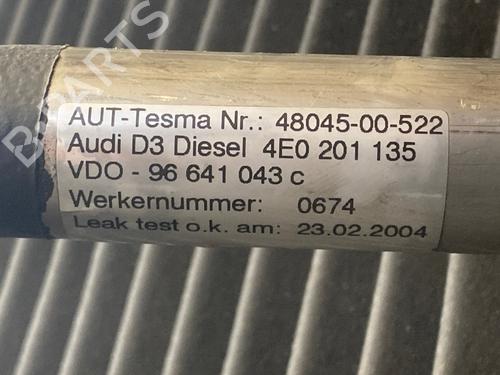 AUT-Tesma Nr.: 48045-00-522
Audi D3 Diesel 4E0 201 135
VDO - 96 641 043 c
Werkernummer: 0674
Leak test o.k. am: 23.02.2004